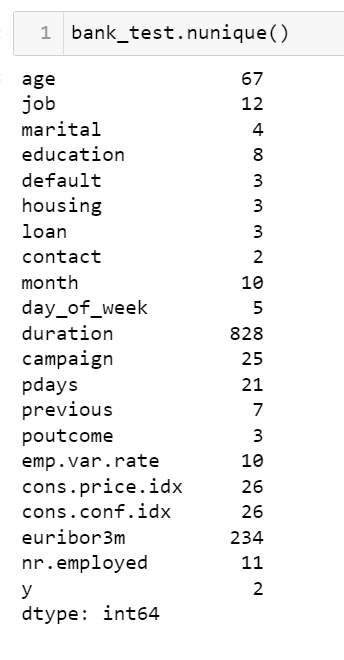 1 bank_test.nunique()
age 67
job 12
marital 4
education 8
default 3
housing 3
loan 3
contact 2
month 10
day_of_week 5
duration 828
campaign 25
pdays 21
previous 7
poutcome 3
emp.var.rate 10
cons.price.idx 26
cons.conf.idx 26
euribor3m 234
nr.employed 11
y 2
dtype: int64